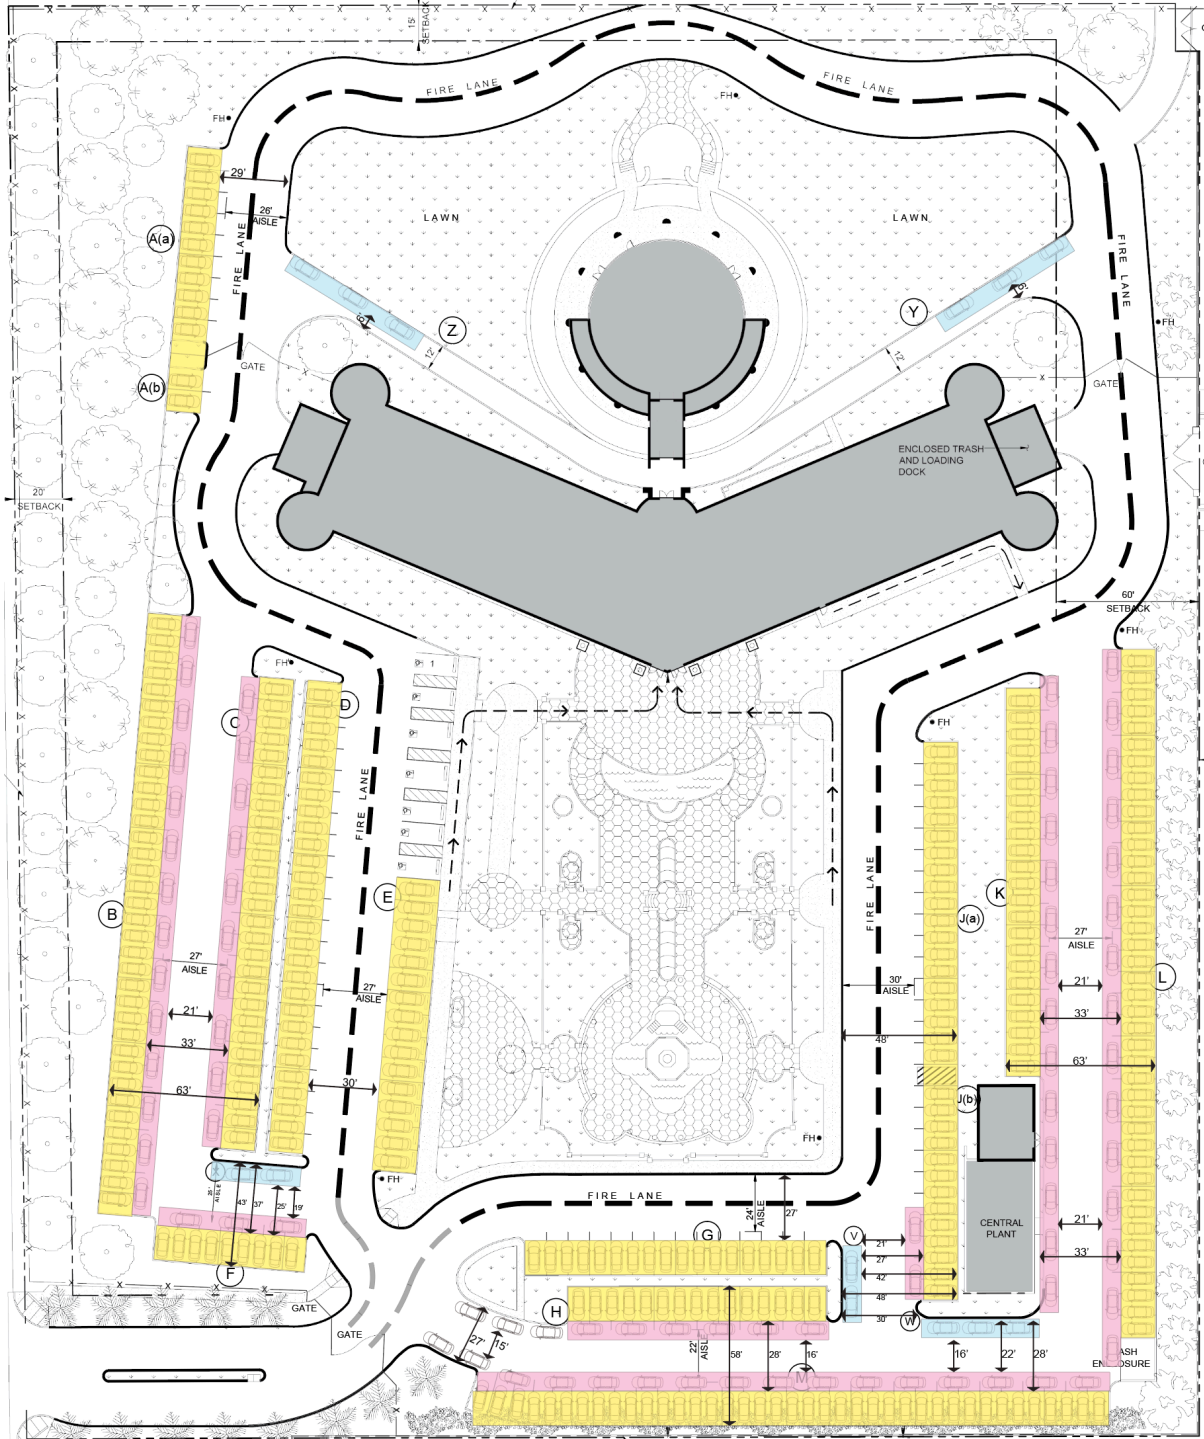 15'
SETBACK
FIRE LANE
FIRE LANE
FH
FH
29'
26'
AISLE
A(a)
FIRE LANE
LAWN
LAWN
FIRE LANE
6'
6'
Z
Y
12'
12'
FH
GATE
GATE
A(b)
ENCLOSED TRASH
AND LOADING
DOCK
20'
SETBACK
60'
SETBACK
FH
FH
1
C
D
FH
FIRE LANE
FIRE LANE
B
E
K
J(a)
27'
AISLE
27'
AISLE
27'
AISLE
30'
AISLE
L
21'
21'
33'
33'
48'
63'
63'
30'
J(b)
FH
FH
AISLE
43'
37'
25'
19'
FIRE LANE
24'
AISLE
27'
CENTRAL
PLANT
21'
33'
G
V
21'
27'
42'
48'
30'
F
GATE
GATE
H
W
27'
15'
22'
AISLE
58'
28'
16'
M
16'
22'
28'
ASH
ENCLOSURE